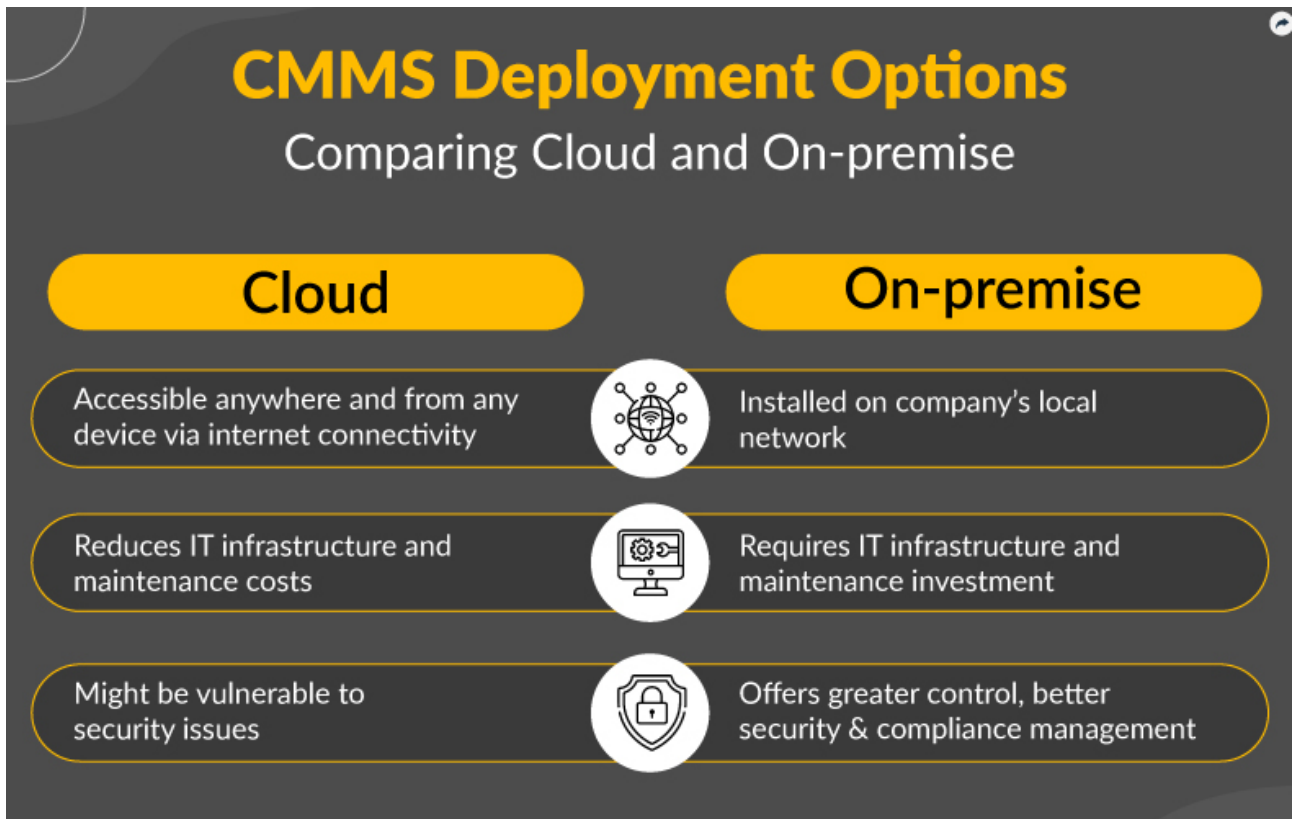 CMMS Deployment Options
Comparing Cloud and On-premise
Cloud
On-premise
Accessible anywhere and from any
device via internet connectivity
Installed on company's local
network
Reduces IT infrastructure and
maintenance costs
Requires IT infrastructure and
maintenance investment
Might be vulnerable to
security issues
Offers greater control, better
security & compliance management